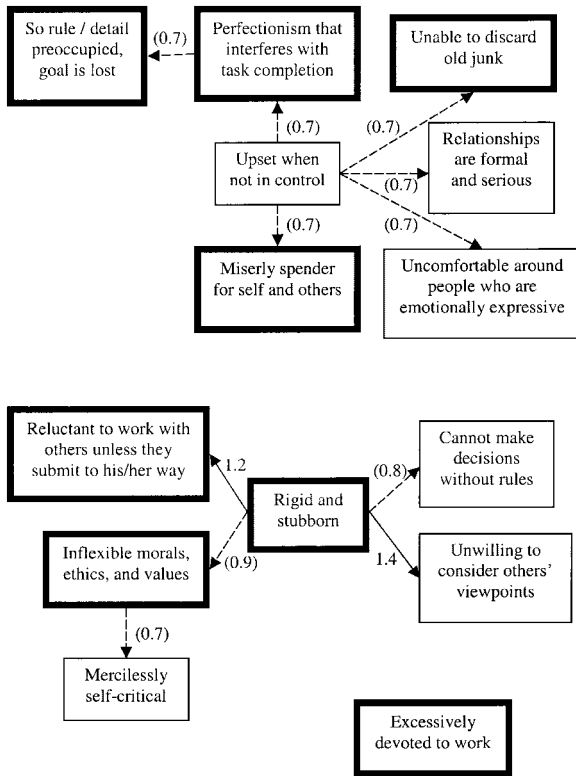 So rule / detail
preoccupied,
goal is lost
(0.7)
Perfectionism that
interferes with
task completion
Unable to discard
old junk
(0.7)
(0.7)
Upset when
not in control
(0.7)
Relationships
are formal
and serious
(0.7)
(0.7)
Miserly spender
for self and others
Uncomfortable around
people who are
emotionally expressive
Reluctant to work with
others unless they
submit to his/her way
1.2
Rigid and
stubborn
(0.8)
Cannot make
decisions
without rules
Inflexible morals,
ethics, and values
(0.9)
1.4
Unwilling to
consider others'
viewpoints
(0.7)
Mercilessly
self-critical
Excessively
devoted to work